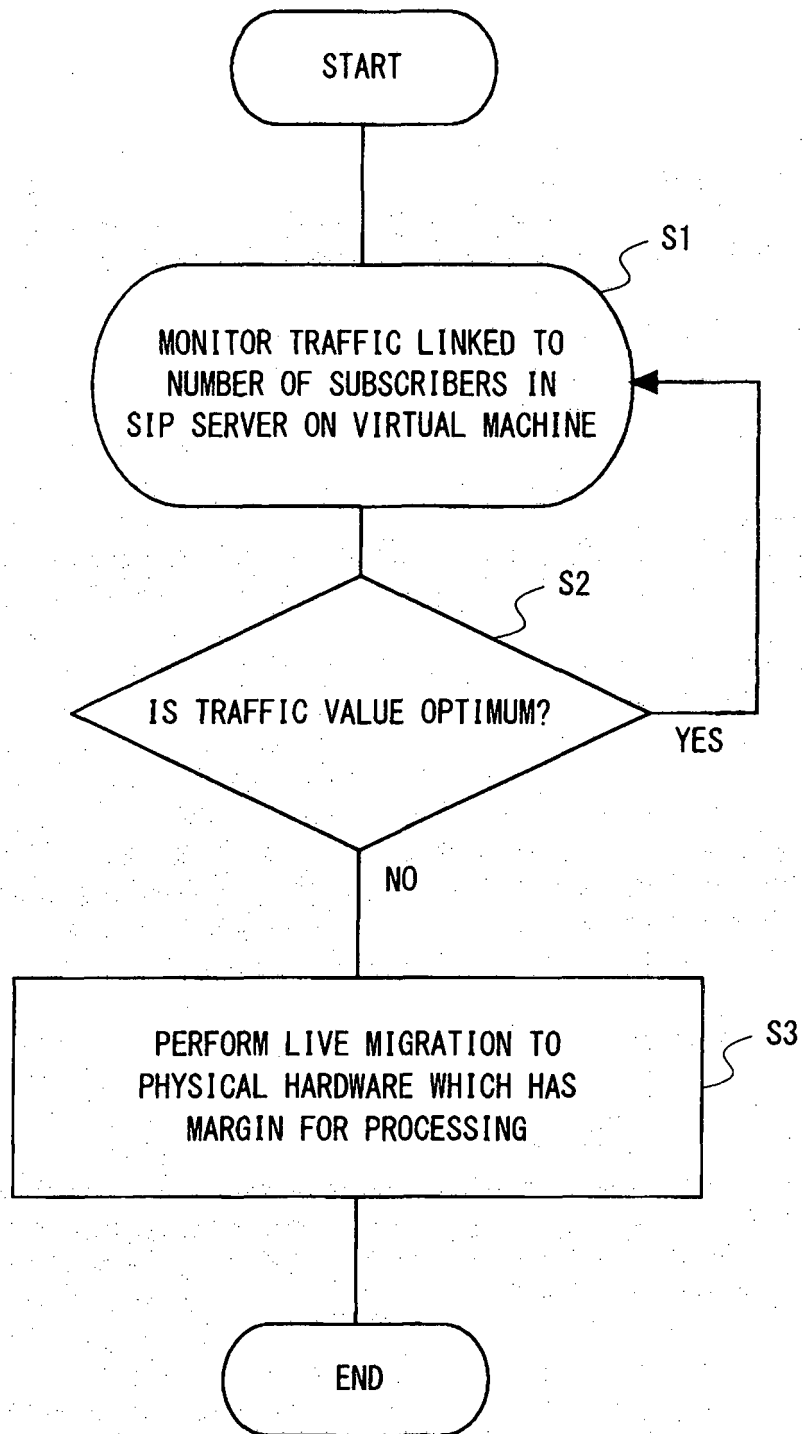 START
S1
MONITOR TRAFFIC LINKED TO
NUMBER OF SUBSCRIBERS IN
SIP SERVER ON VIRTUAL MACHINE
S2
IS TRAFFIC VALUE OPTIMUM?
YES
NO
S3
PERFORM LIVE MIGRATION TO
PHYSICAL HARDWARE WHICH HAS
MARGIN FOR PROCESSING
END